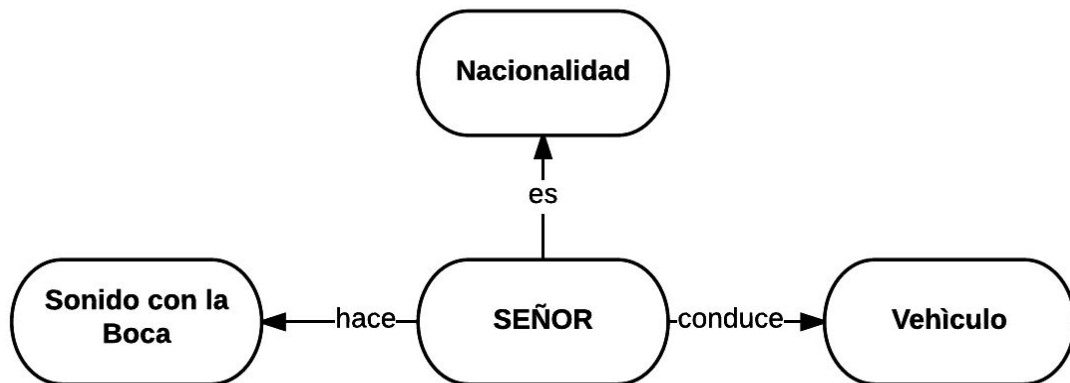 Nacionalidad
es
Sonido con la
Boca
hace
SEÑOR
conduce
Vehìculo